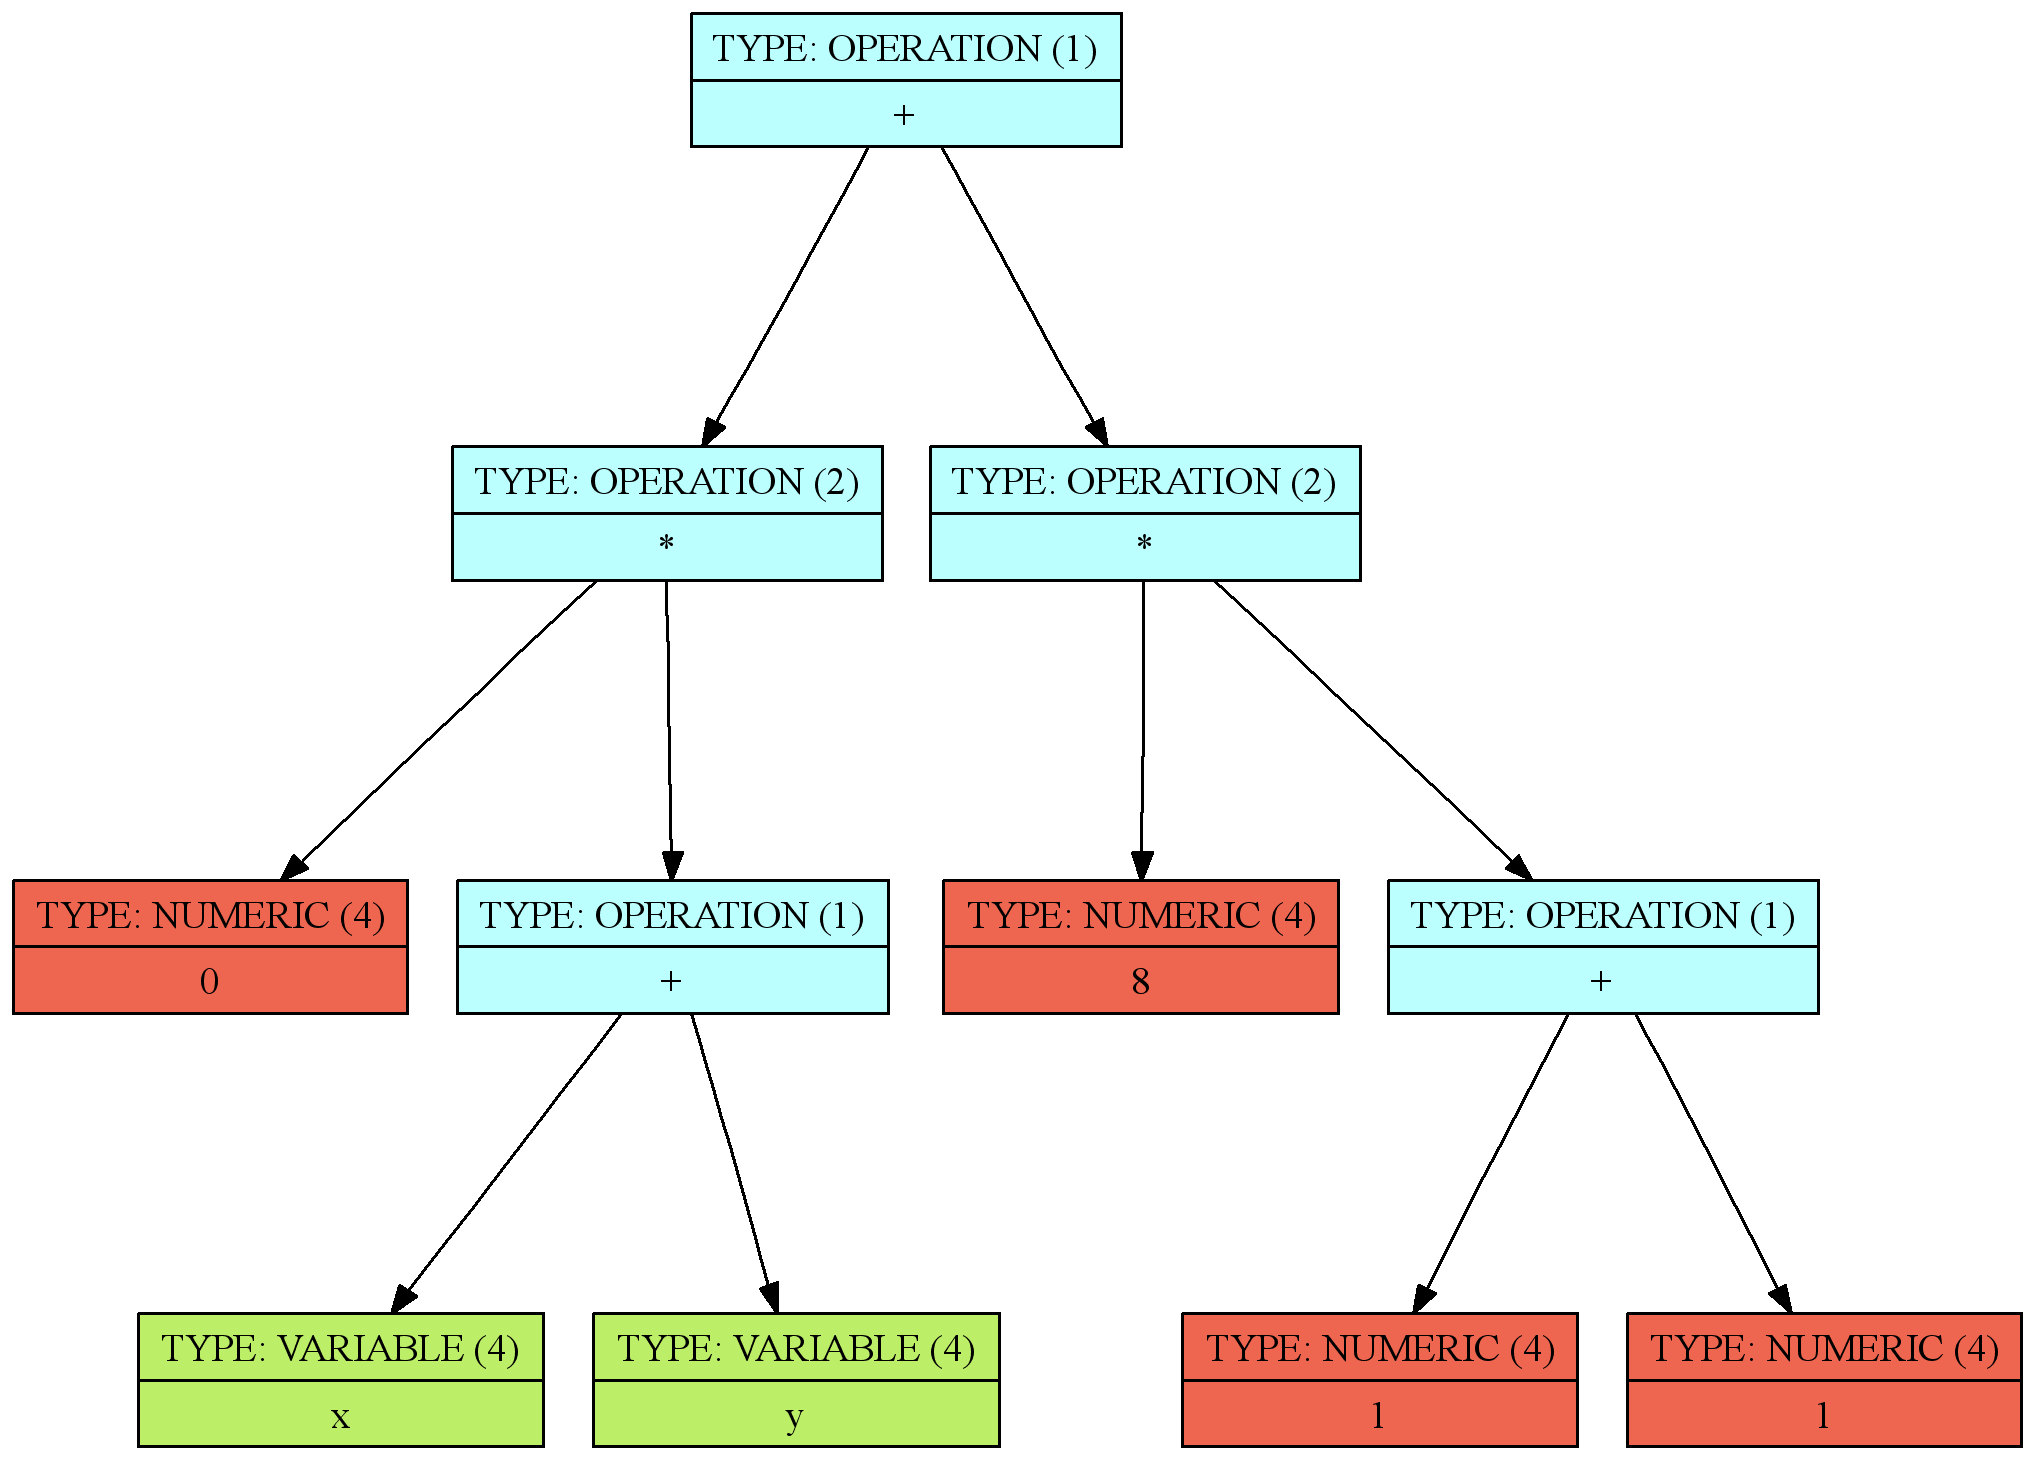 TYPE: OPERATION (1)
+
TYPE: OPERATION (2)
*
TYPE: OPERATION (2)
*
TYPE: NUMERIC (4)
0
TYPE: OPERATION (1)
+
TYPE: NUMERIC (4)
8
TYPE: OPERATION (1)
+
TYPE: VARIABLE (4)
x
TYPE: VARIABLE (4)
y
TYPE: NUMERIC (4)
1
TYPE: NUMERIC (4)
1